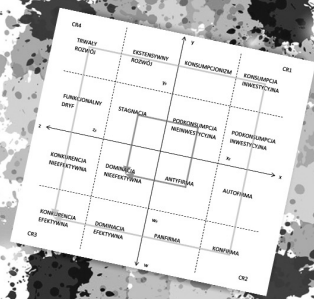 CR4
y
TRWAŁY
ROZWÓJ
EKSTENSYWNY
ROZWÓJ
KONSUMPCJONIZM
KONSUMPCJA
INWESTYCYJNA
CR1
FUNKCJONALNY
DRYF
STAGNACJA
PODKONSUMPCJA
NIEINWESTYCYJNA
PODKONSUMPCJA
INWESTYCYJNA
z
x
KONKURENCJA
NIEEFEKTYWNA
DOMINACJA
NIEEFEKTYWNA
ANTYFIRMA
AUTOFIRMA
KONKURENCJA
EFEKTYWNA
DOMINACJA
EFEKTYWNA
PANFIRMA
KONFIRMA
CR3
w
CR2